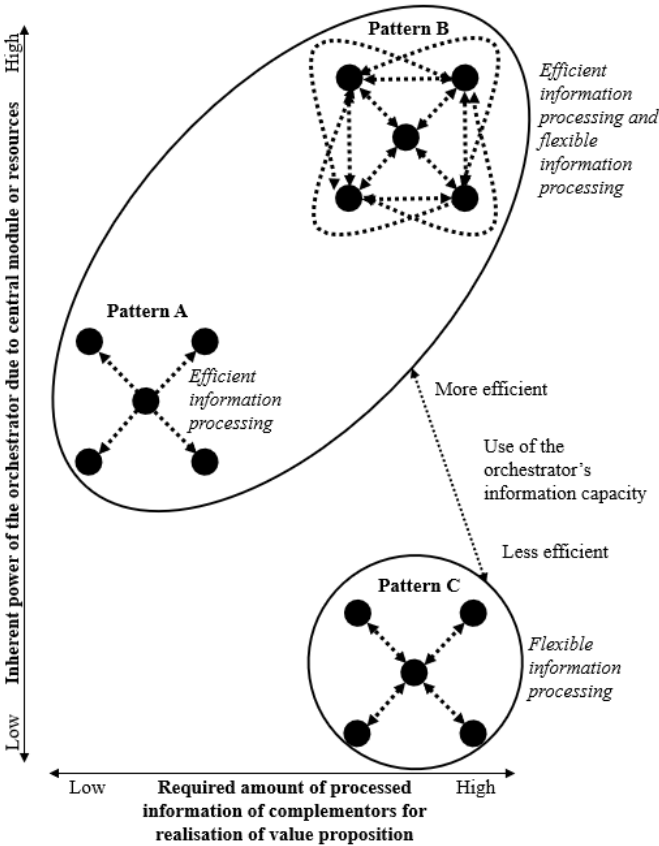 High
Inherent power of the orchestrator due to central module or resources
Low
Pattern B
Efficient
information
processing and
flexible
information
processing
Pattern A
Efficient
information
processing
More efficient
Use of the
orchestrator’s
information capacity
Less efficient
Pattern C
Flexible
information
processing
Low
Required amount of processed
information of complementors for
realisation of value proposition
High